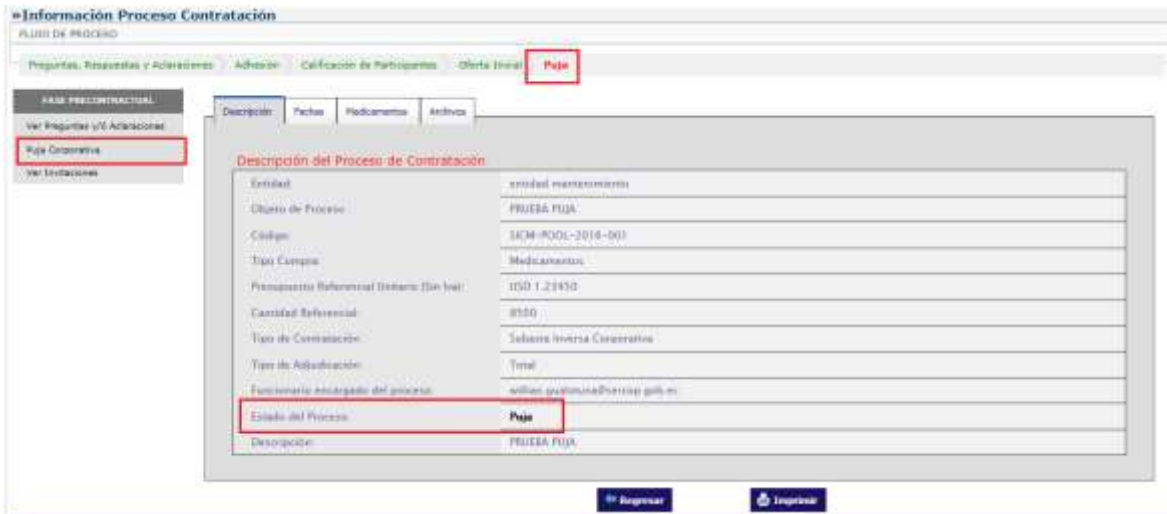 »Información Proceso Contratación
FLUJO DE PROCESO
Preguntas, Respuestas y Aclaraciones Adhesión Calificación de Participantes Oferta Inicial Puja
FASE PRECONTRACTUAL
Ver Preguntas y/ó Aclaraciones
Puja Corporativa
Ver Invitaciones
Descripción Fechas Medicamentos Archivos
Descripción del Proceso de Contratación
Entidad: entidad mantenimiento
Objeto de Proceso: PRUEBA PUJA
Código: SICM-POOL-2016-001
Tipo Compra: Medicamentos
Presupuesto Referencial Unitario (Sin Iva): USD 1.23450
Cantidad Referencial: 8500
Tipo de Contratación: Subasta Inversa Corporativa
Tipo de Adjudicación: Total
Funcionario encargado del proceso:
Estado del Proceso: Puja
Descripción: PRUEBA PUJA
Regresar Imprimir